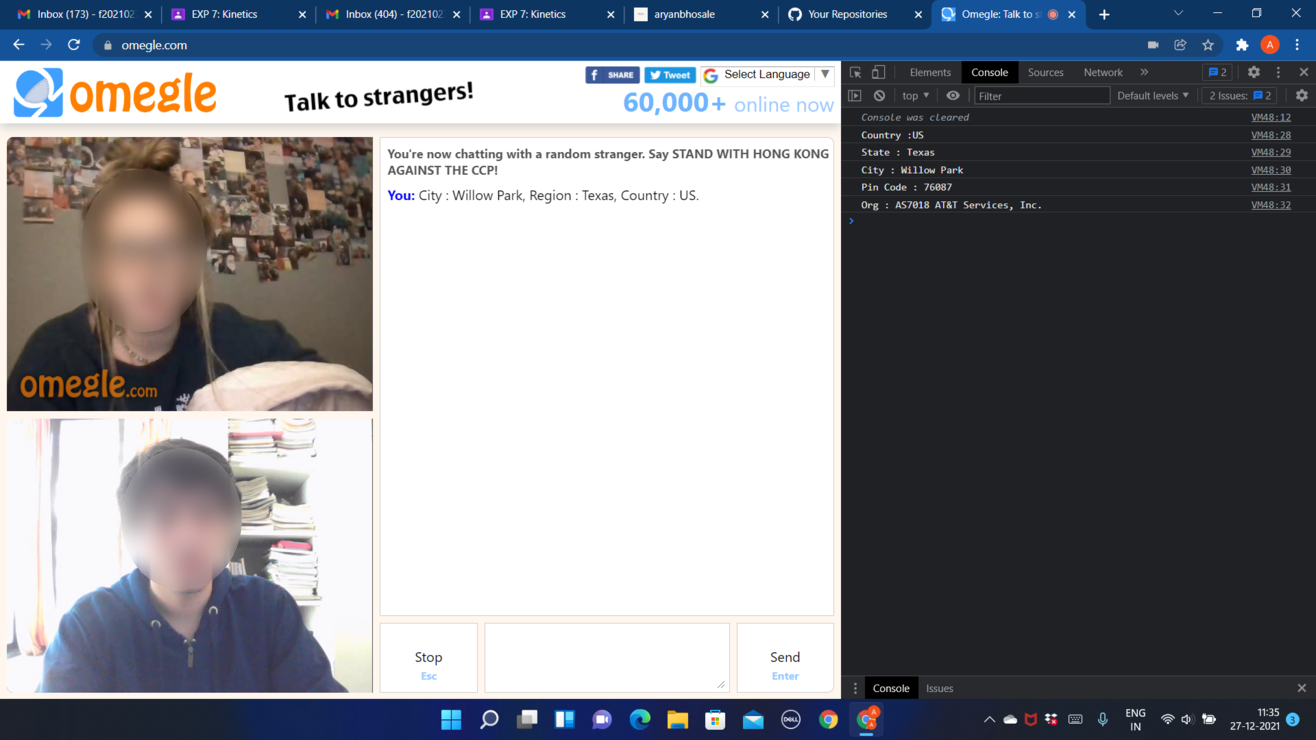 Inbox (173) - f202102
EXP 7: Kinetics
Inbox (404) - f202102
EXP 7: Kinetics
aryanbhosale
Your Repositories
Omegle: Talk to st
omegle.com
A
omegle
Talk to strangers!
f SHARE
Tweet
Select Language
60,000+ online now
You're now chatting with a random stranger. Say STAND WITH HONG KONG
AGAINST THE CCP!
You: City : Willow Park, Region : Texas, Country : US.
omegle.com
Stop
Esc
Send
Enter
Elements
Console
Sources
Network
2
top
Filter
Default levels
2 Issues: 2
Console was cleared VM48:12
Country :US VM48:28
State : Texas VM48:29
City : Willow Park VM48:30
Pin Code : 76087 VM48:31
Org : AS7018 AT&T Services, Inc. VM48:32
Console
Issues
DELL
A
ENG
IN
11:35
27-12-2021
3